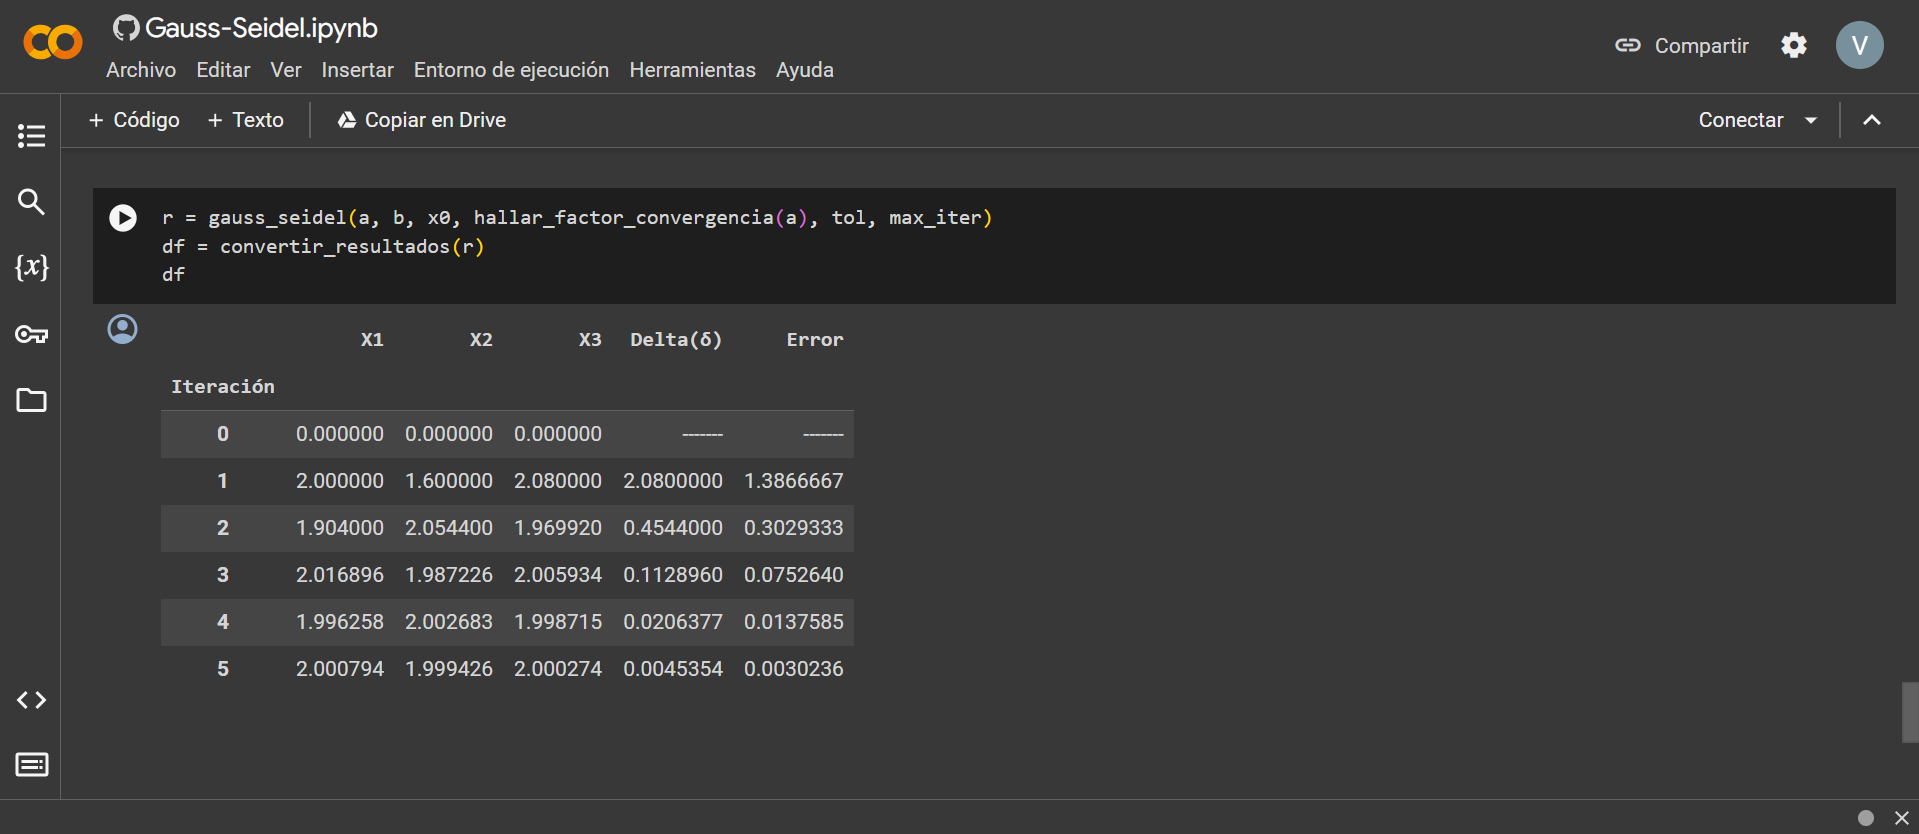 Gauss-Seidel.ipynb
Archivo Editar Ver Insertar Entorno de ejecución Herramientas Ayuda
Compartir
V
+ Código + Texto Copiar en Drive
Conectar
{x}
r = gauss_seidel(a, b, x0, hallar_factor_convergencia(a), tol, max_iter)
df = convertir_resultados(r)
df
X1 X2 X3 Delta(δ) Error
Iteración
0 0.000000 0.000000 0.000000 ------- -------
1 2.000000 1.600000 2.080000 2.0800000 1.3866667
2 1.904000 2.054400 1.969920 0.4544000 0.3029333
3 2.016896 1.987226 2.005934 0.1128960 0.0752640
4 1.996258 2.002683 1.998715 0.0206377 0.0137585
5 2.000794 1.999426 2.000274 0.0045354 0.0030236